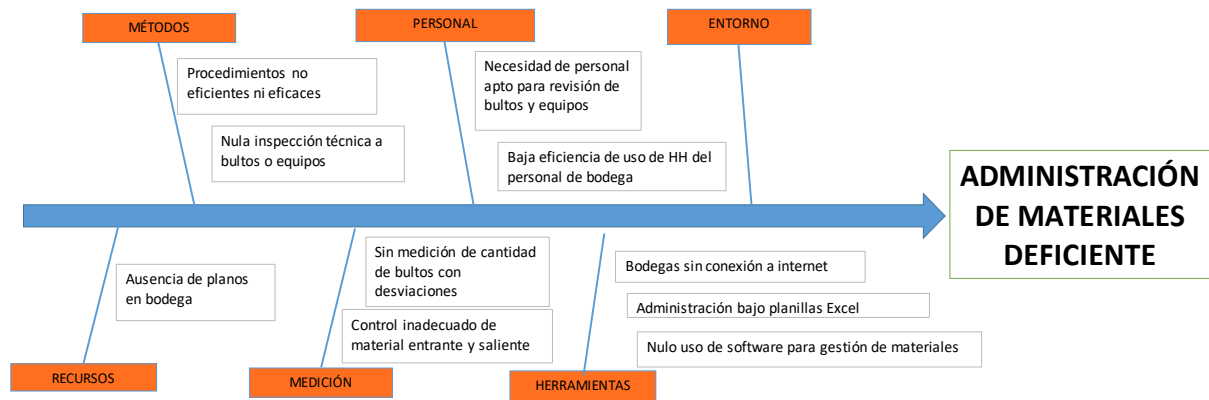 MÉTODOS
PERSONAL
ENTORNO
Procedimientos no
eficientes ni eficaces
Nula inspección técnica a
bultos o equipos
Necesidad de personal
apto para revisión de
bultos y equipos
Baja eficiencia de uso de HH del
personal de bodega
ADMINISTRACIÓN
DE MATERIALES
DEFICIENTE
Ausencia de planos
en bodega
Sin medición de cantidad
de bultos con
desviaciones
Control inadecuado de
material entrante y saliente
Bodegas sin conexión a internet
Administración bajo planillas Excel
Nulo uso de software para gestión de materiales
RECURSOS
MEDICIÓN
HERRAMIENTAS